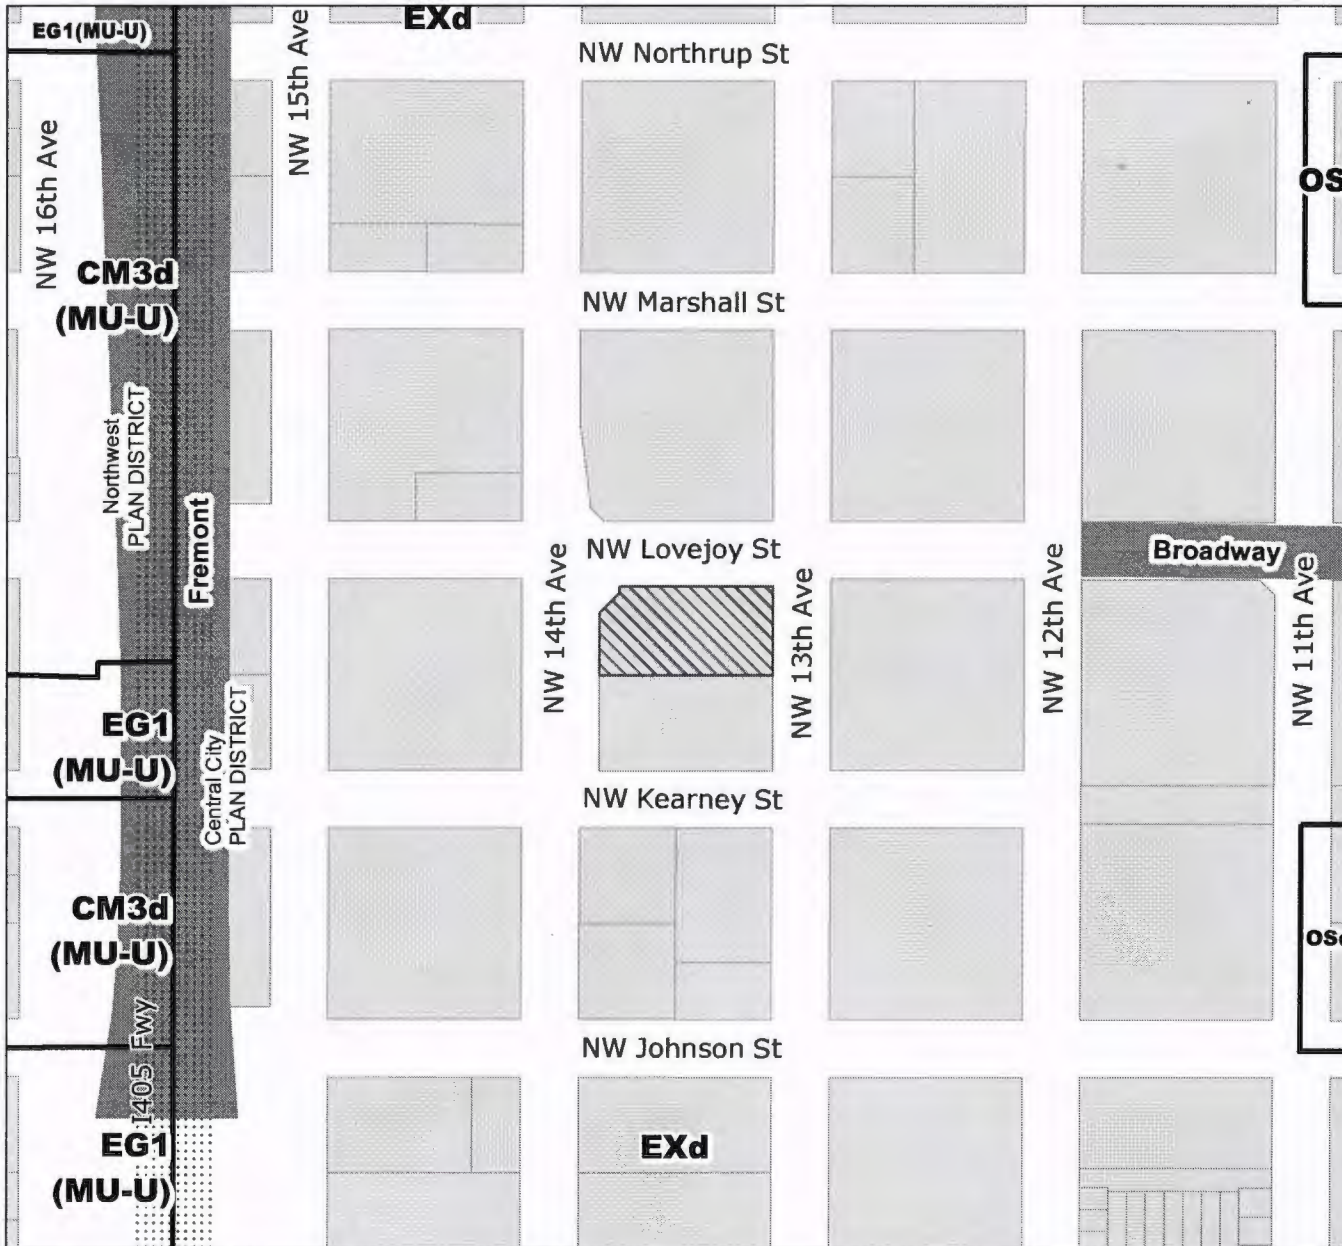 EXd
EG1(MU-U)
NW 15th Ave
NW Northrup St
NW 16th Ave
OS
CM3d
(MU-U)
NW Marshall St
Northwest
PLAN DISTRICT
Fremont
NW Lovejoy St
Broadway
NW 14th Ave
NW 13th Ave
NW 12th Ave
NW 11th Ave
EG1
(MU-U)
Central City
PLAN DISTRICT
NW Kearney St
CM3d
(MU-U)
I405 Fwy
NW Johnson St
EG1
(MU-U)
EXd